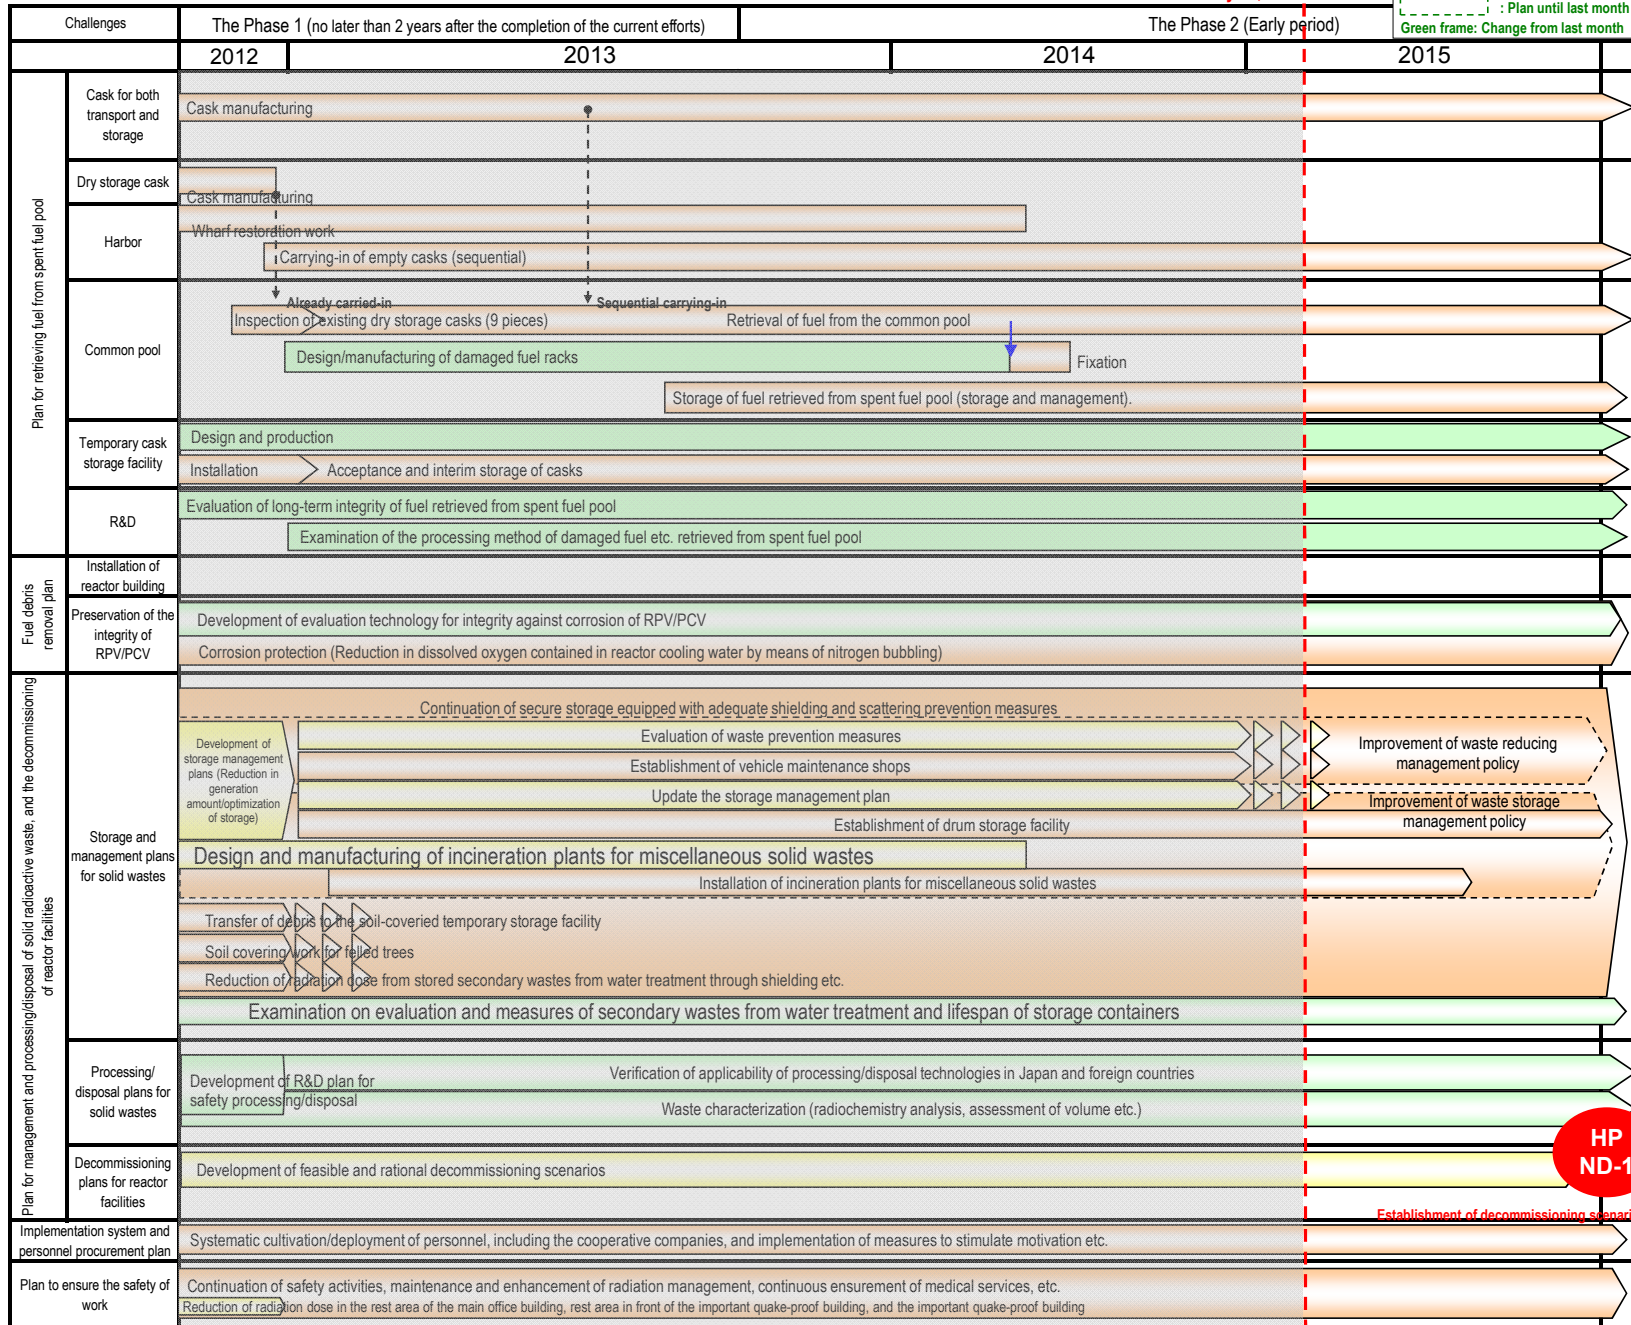 : Plan until last month
Green frame: Change from last month
Challenges
The Phase 1 (no later than 2 years after the completion of the current efforts)
The Phase 2 (Early period)
2012
2013
2014
2015
Plan for retrieving fuel from spent fuel pool
Cask for both
transport and
storage
Cask manufacturing
Dry storage cask
Cask manufacturing
Harbor
Wharf restoration work
Carrying-in of empty casks (sequential)
Common pool
Already carried-in
Sequential carrying-in
Inspection of existing dry storage casks (9 pieces)
Retrieval of fuel from the common pool
Design/manufacturing of damaged fuel racks
Fixation
Storage of fuel retrieved from spent fuel pool (storage and management).
Temporary cask
storage facility
Design and production
Installation
Acceptance and interim storage of casks
R&D
Evaluation of long-term integrity of fuel retrieved from spent fuel pool
Examination of the processing method of damaged fuel etc. retrieved from spent fuel pool
Fuel debris
removal plan
Installation of
reactor building
Preservation of the
integrity of
RPV/PCV
Development of evaluation technology for integrity against corrosion of RPV/PCV
Corrosion protection (Reduction in dissolved oxygen contained in reactor cooling water by means of nitrogen bubbling)
Plan for management and processing/disposal of solid radioactive waste, and the decommissioning
of reactor facilities
Storage and
management plans
for solid wastes
Continuation of secure storage equipped with adequate shielding and scattering prevention measures
Development of
storage management
plans (Reduction in
generation
amount/optimization
of storage)
Evaluation of waste prevention measures
Establishment of vehicle maintenance shops
Improvement of waste reducing
management policy
Update the storage management plan
Improvement of waste storage
management policy
Establishment of drum storage facility
Design and manufacturing of incineration plants for miscellaneous solid wastes
Installation of incineration plants for miscellaneous solid wastes
Transfer of debris to the soil-coveried temporary storage facility
Soil covering work for felled trees
Reduction of radiation dose from stored secondary wastes from water treatment through shielding etc.
Examination on evaluation and measures of secondary wastes from water treatment and lifespan of storage containers
Processing/
disposal plans for
solid wastes
Development of R&D plan for
safety processing/disposal
Verification of applicability of processing/disposal technologies in Japan and foreign countries
Waste characterization (radiochemistry analysis, assessment of volume etc.)
HP
ND-1
Decommissioning
plans for reactor
facilities
Development of feasible and rational decommissioning scenarios
Establishment of decommissioning scenari
Implementation system and
personnel procurement plan
Systematic cultivation/deployment of personnel, including the cooperative companies, and implementation of measures to stimulate motivation etc.
Plan to ensure the safety of
work
Continuation of safety activities, maintenance and enhancement of radiation management, continuous ensurement of medical services, etc.
Reduction of radiation dose in the rest area of the main office building, rest area in front of the important quake-proof building, and the important quake-proof building